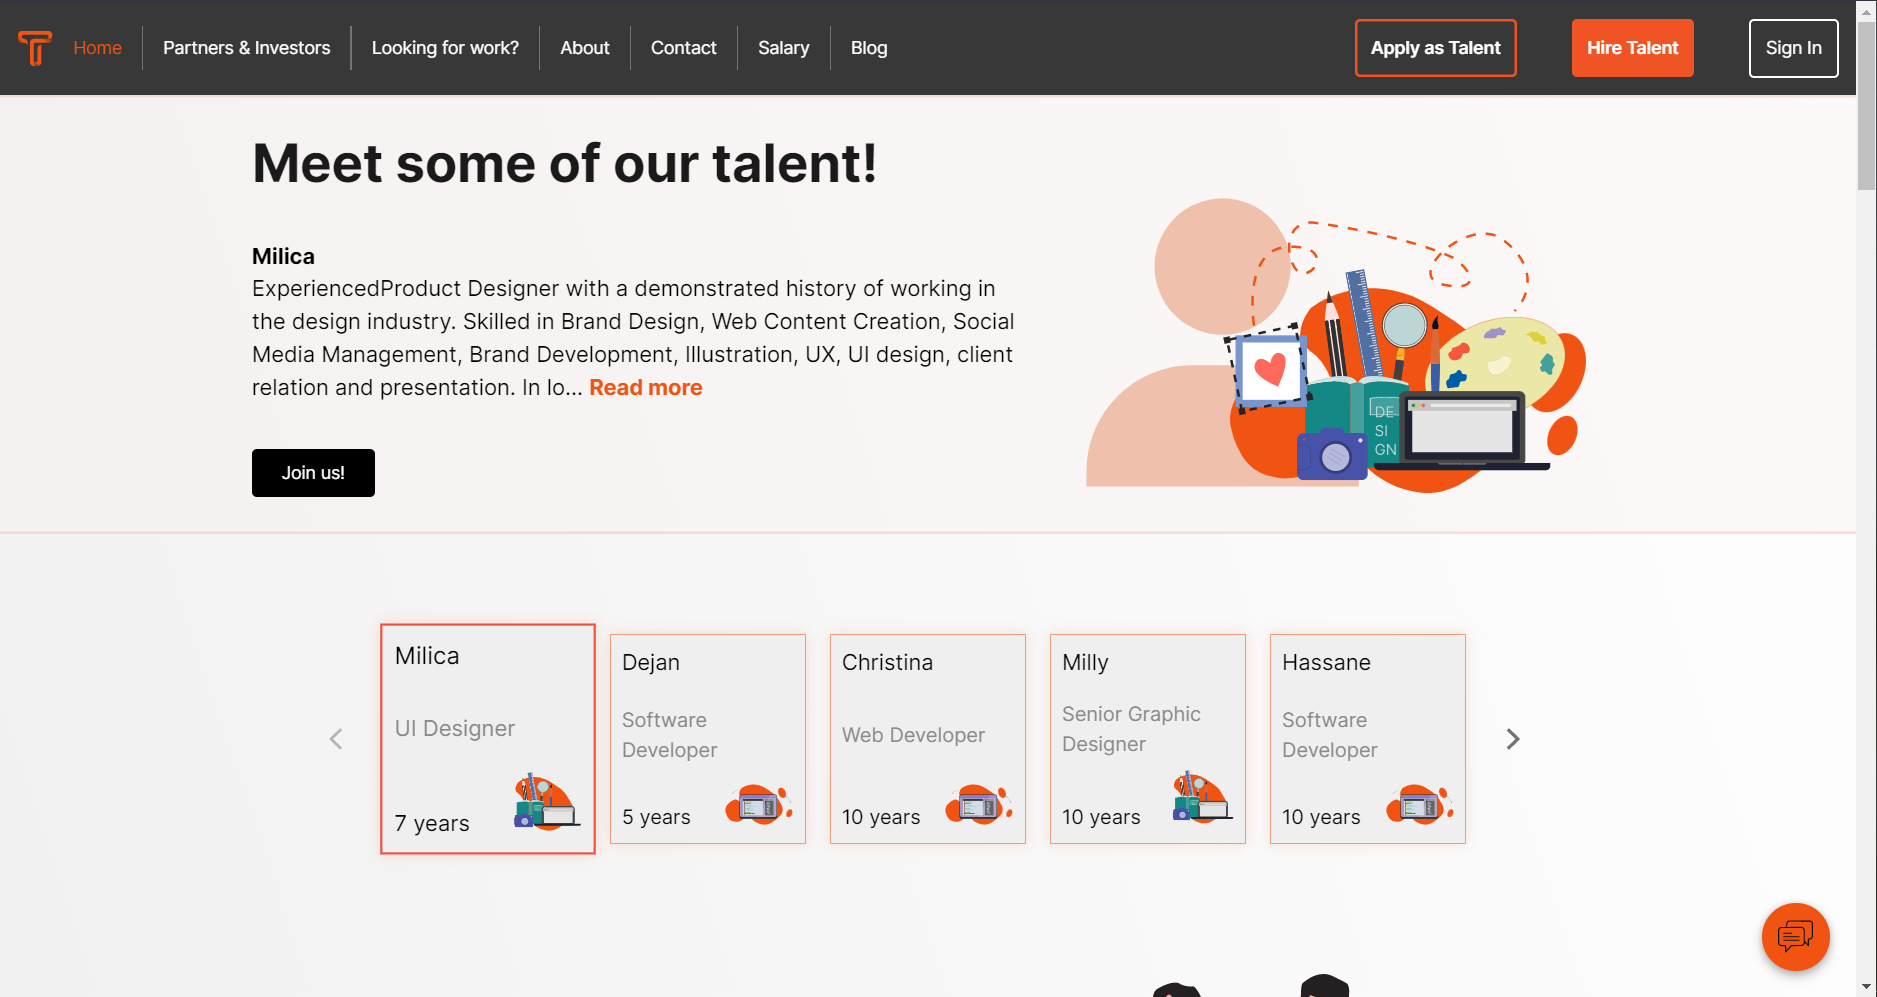 Home
Partners & Investors
Looking for work?
About
Contact
Salary
Blog
Apply as Talent
Hire Talent
Sign In
Meet some of our talent!
Milica
ExperiencedProduct Designer with a demonstrated history of working in
the design industry. Skilled in Brand Design, Web Content Creation, Social
Media Management, Brand Development, Illustration, UX, UI design, client
relation and presentation. In lo... Read more
Join us!
DE
SI
GN
Milica
UI Designer
7 years
Dejan
Software
Developer
5 years
Christina
Web Developer
10 years
Milly
Senior Graphic
Designer
10 years
Hassane
Software
Developer
10 years